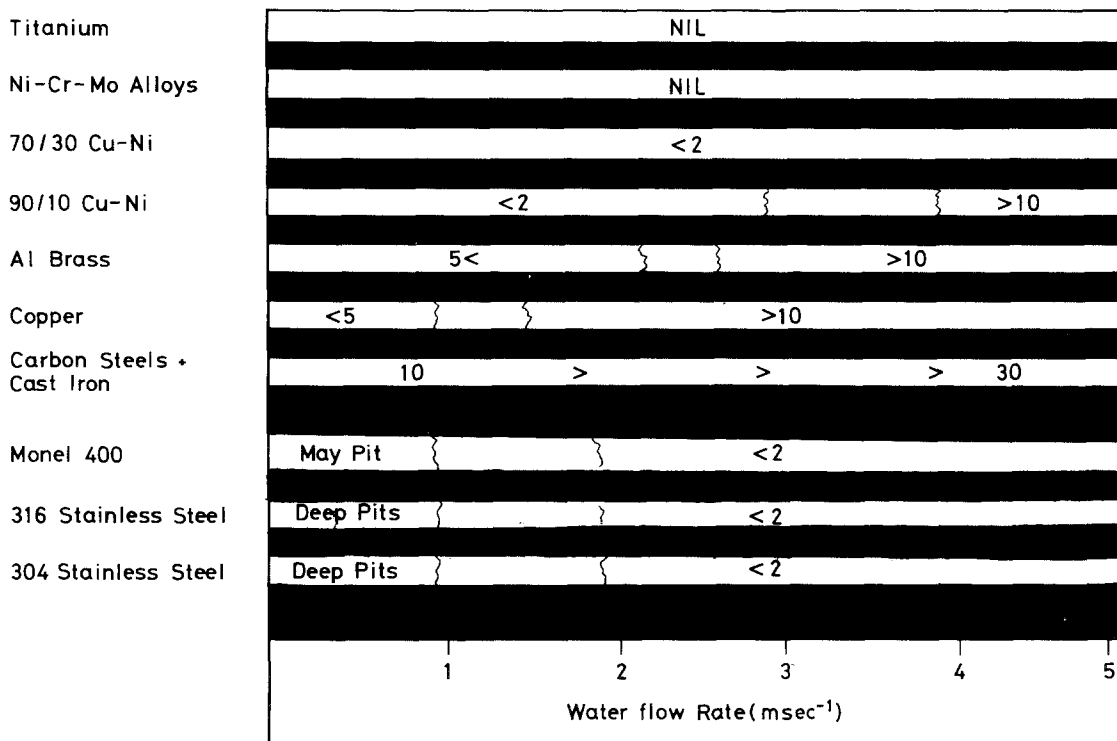 Titanium NIL
Ni-Cr-Mo Alloys NIL
70/30 Cu-Ni <2
90/10 Cu-Ni <2 >10
Al Brass 5< >10
Copper <5 >10
Carbon Steels +
Cast Iron 10 > > > 30
Monel 400 May Pit <2
316 Stainless Steel Deep Pits <2
304 Stainless Steel Deep Pits <2
1 2 3 4 5
Water flow Rate(msec⁻¹)